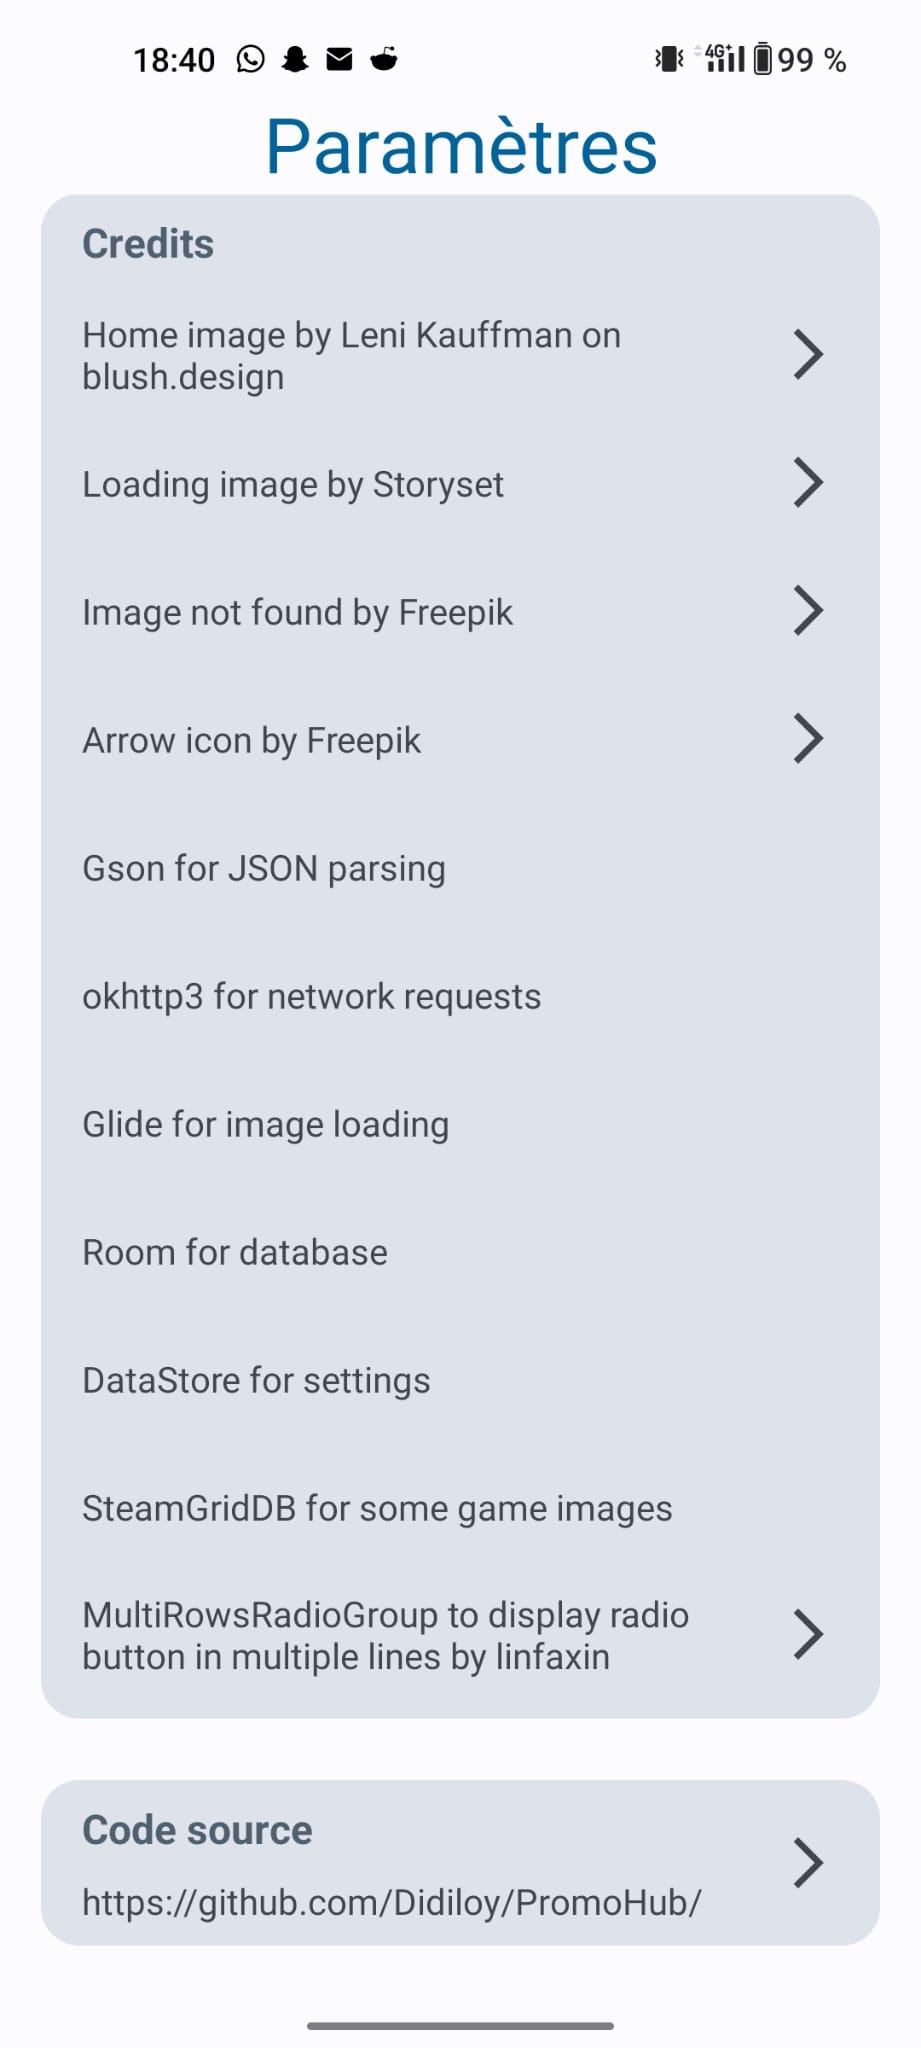 18:40
4G+
99 %
Paramètres
Credits
Home image by Leni Kauffman on
blush.design
Loading image by Storyset
Image not found by Freepik
Arrow icon by Freepik
Gson for JSON parsing
okhttp3 for network requests
Glide for image loading
Room for database
DataStore for settings
SteamGridDB for some game images
MultiRowsRadioGroup to display radio
button in multiple lines by linfaxin
Code source
https://github.com/Didiloy/PromoHub/